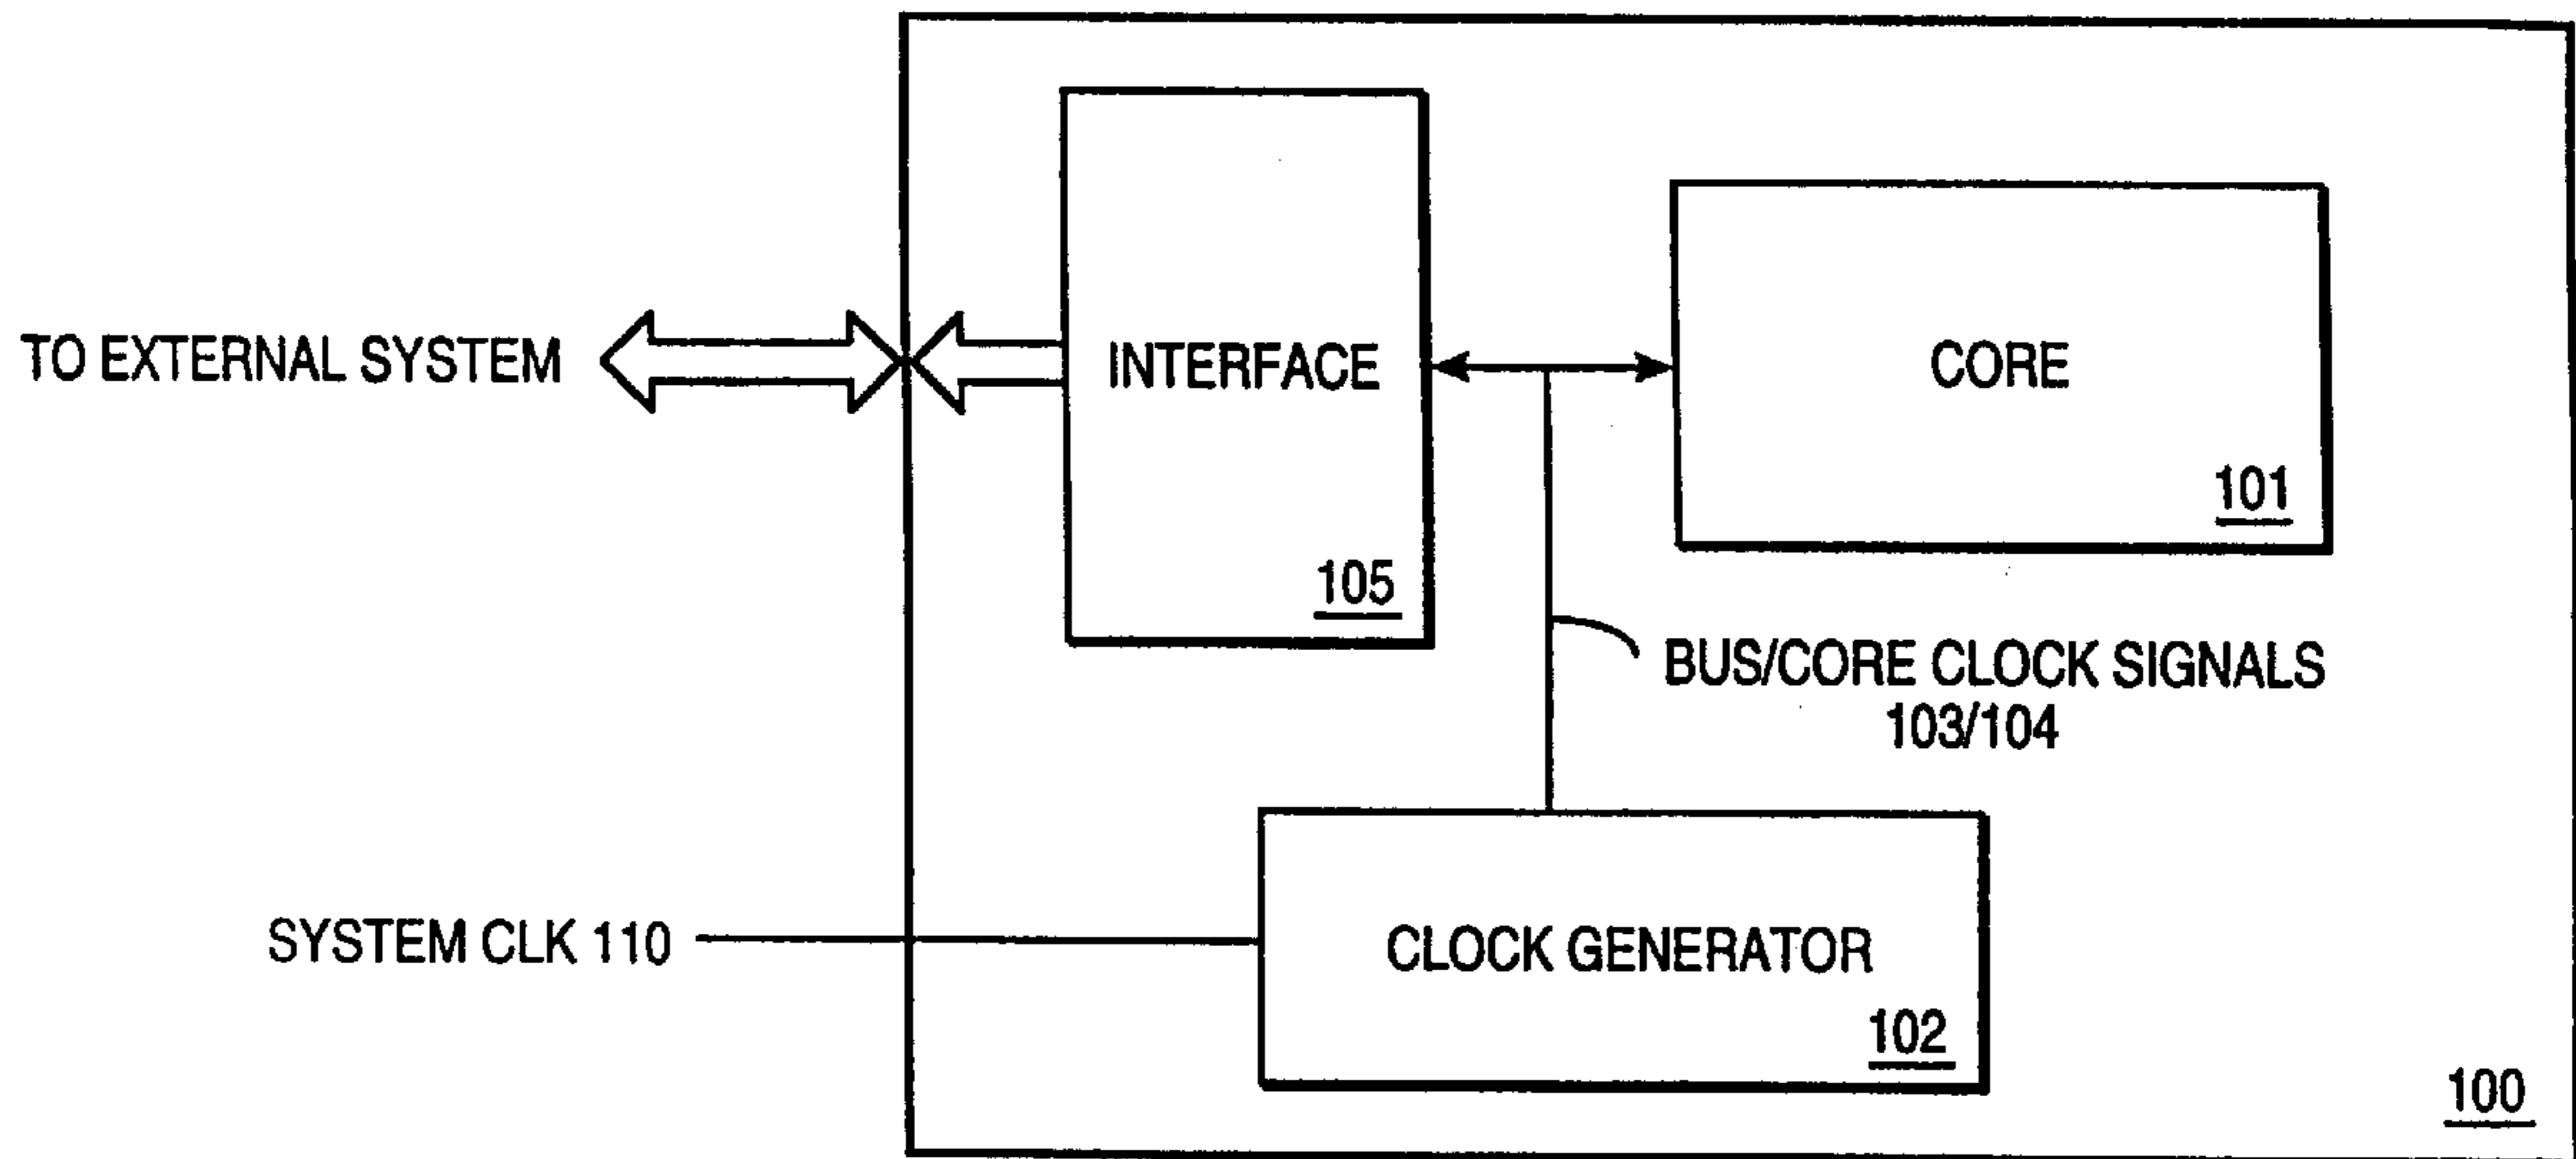 TO EXTERNAL SYSTEM
INTERFACE
105
CORE
101
BUS/CORE CLOCK SIGNALS
103/104
SYSTEM CLK 110
CLOCK GENERATOR
102
100